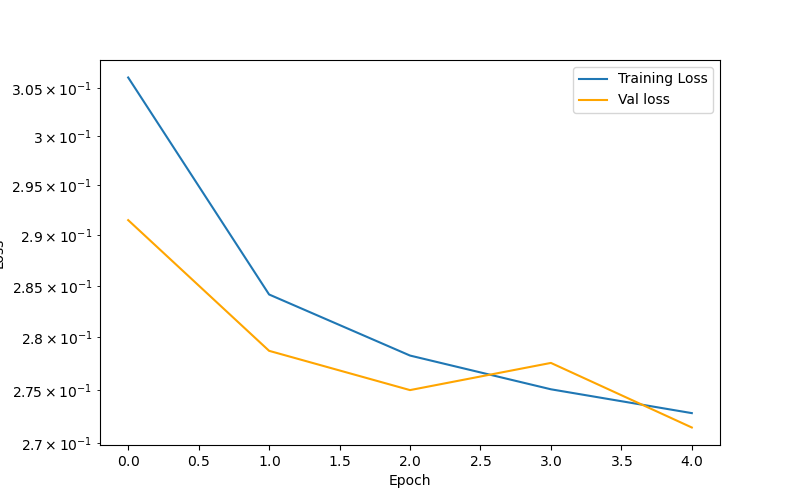 Training Loss
Val loss
3.05 × 10⁻¹
3 × 10⁻¹
2.95 × 10⁻¹
2.9 × 10⁻¹
2.85 × 10⁻¹
2.8 × 10⁻¹
2.75 × 10⁻¹
2.7 × 10⁻¹
0.0 0.5 1.0 1.5 2.0 2.5 3.0 3.5 4.0
Epoch